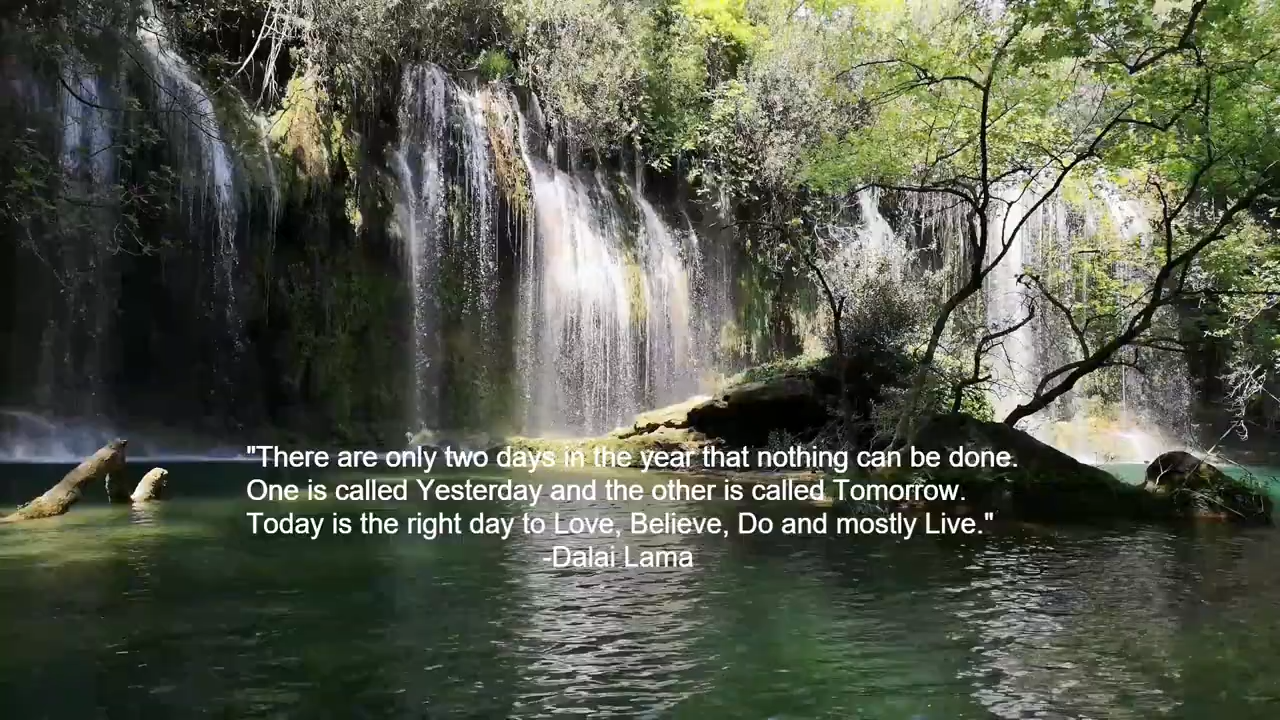 "There are only two days in the year that nothing can be done.
One is called Yesterday and the other is called Tomorrow.
Today is the right day to Love, Believe, Do and mostly Live."
-Dalai Lama